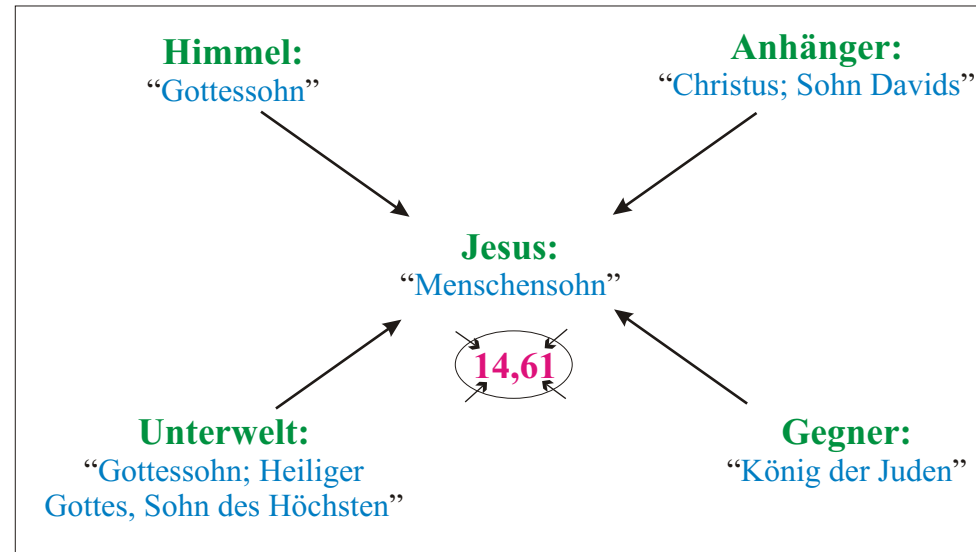 Himmel:
“Gottessohn”
Anhänger:
“Christus; Sohn Davids”
Jesus:
“Menschensohn”
14,61
Unterwelt:
“Gottessohn; Heiliger
Gottes, Sohn des Höchsten”
Gegner:
“König der Juden”